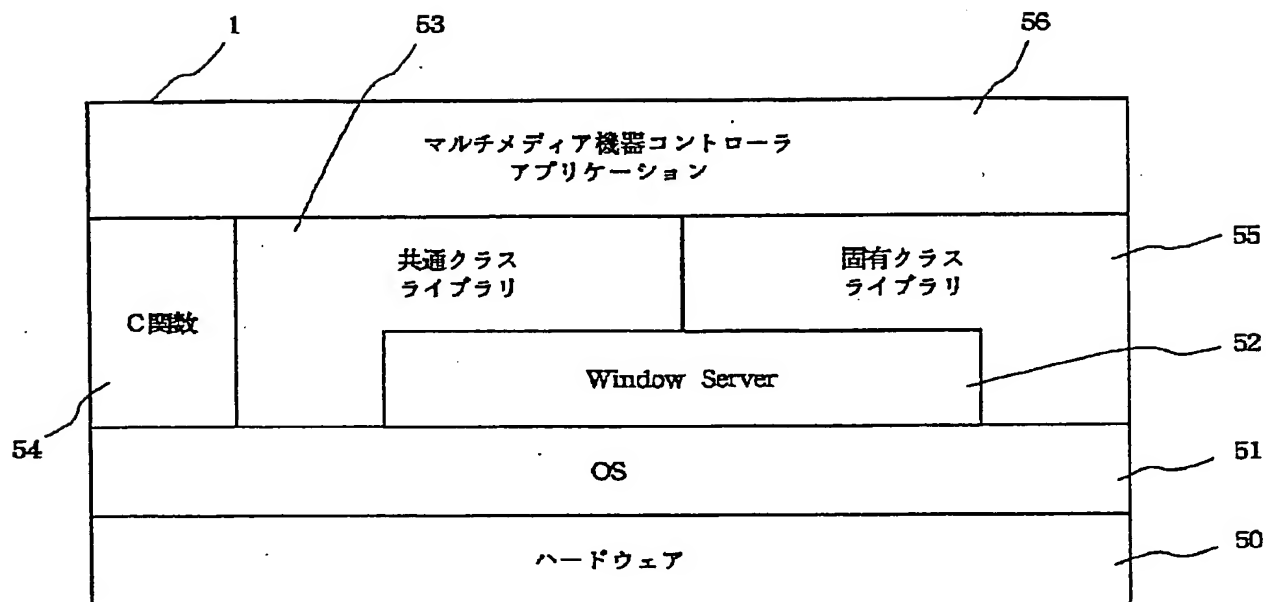 1
53
56
マルチメディア機器コントローラ
アプリケーション
共通クラス
ライブラリ
固有クラス
ライブラリ
55
C関数
Window Server
52
54
OS
51
ハードウェア
50